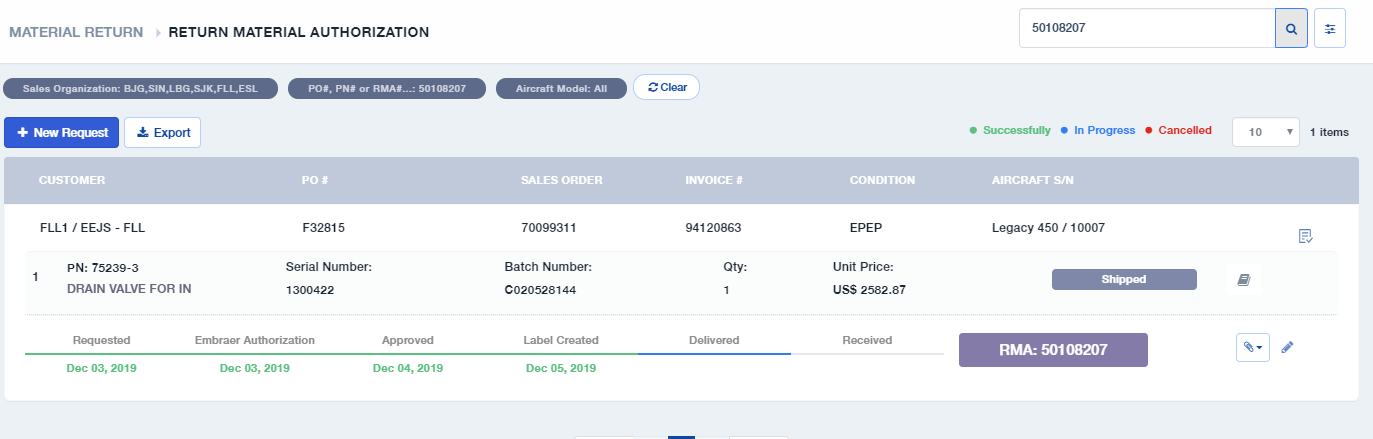 MATERIAL RETURN RETURN MATERIAL AUTHORIZATION 50108207
Sales Organization: BJG,SIN,LBG,SJK,FLL,ESL PO#, PN# or RMA#...: 50108207 Aircraft Model: All Clear
New Request Export Successfully In Progress Cancelled 10 1 items
CUSTOMER PO # SALES ORDER INVOICE # CONDITION AIRCRAFT S/N
FLL1 / EEJS - FLL F32815 70099311 94120863 EPEP Legacy 450 / 10007
1 PN: 75239-3 Serial Number: Batch Number: Qty: Unit Price: Shipped
DRAIN VALVE FOR IN 1300422 C020528144 1 US$ 2582.87
Requested Embraer Authorization Approved Label Created Delivered Received RMA: 50108207
Dec 03, 2019 Dec 03, 2019 Dec 04, 2019 Dec 05, 2019